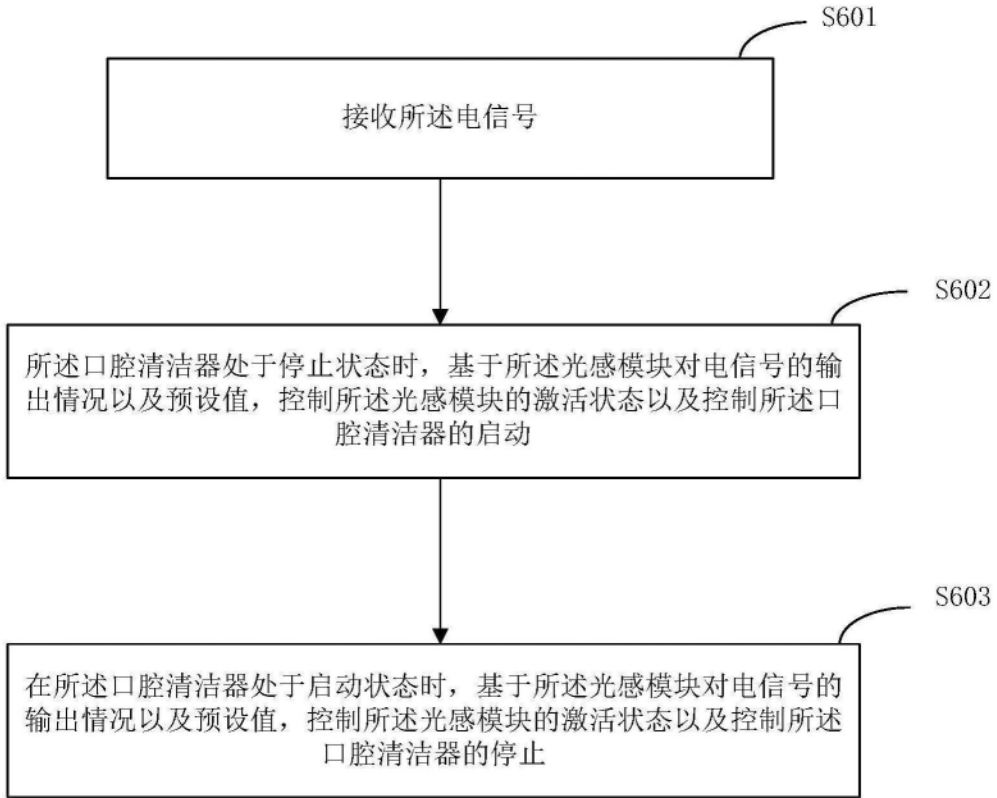 S601
接收所述电信号
S602
所述口腔清洁器处于停止状态时，基于所述光感模块对电信号的输
出情况以及预设值，控制所述光感模块的激活状态以及控制所述口
腔清洁器的启动
S603
在所述口腔清洁器处于启动状态时，基于所述光感模块对电信号的
输出情况以及预设值，控制所述光感模块的激活状态以及控制所述
口腔清洁器的停止